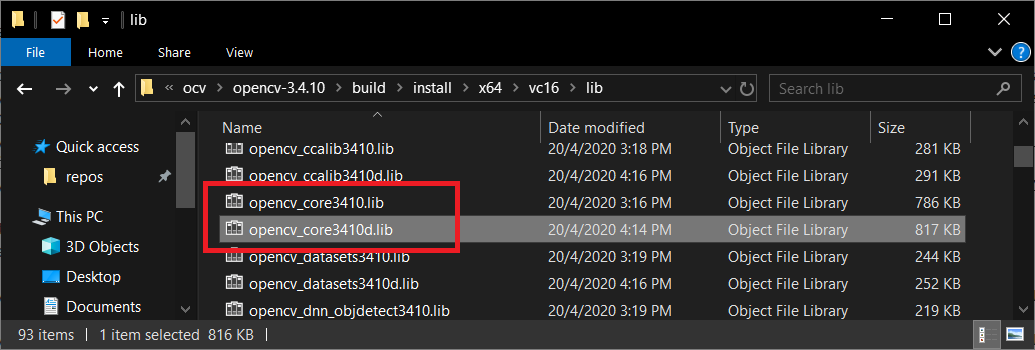 lib
File Home Install View
« ocv opencv-3.4.10 build install x64 vc16 lib Search lib
Name Date modified Type Size
opencv_ccalib3410.lib 20/4/2020 3:18 PM Object File Library 281 KB
Quick access opencv_ccalib3410d.lib 20/4/2020 4:16 PM Object File Library 291 KB
repos opencv_core3410.lib 20/4/2020 3:16 PM Object File Library 786 KB
This PC opencv_core3410d.lib 20/4/2020 4:14 PM Object File Library 817 KB
3D Objects opencv_datasets3410.lib 20/4/2020 3:19 PM Object File Library 244 KB
Desktop opencv_datasets3410d.lib 20/4/2020 4:16 PM Object File Library 252 KB
Documents opencv_dnn_objdetect3410.lib 20/4/2020 3:19 PM Object File Library 219 KB
93 items 1 item selected 816 KB